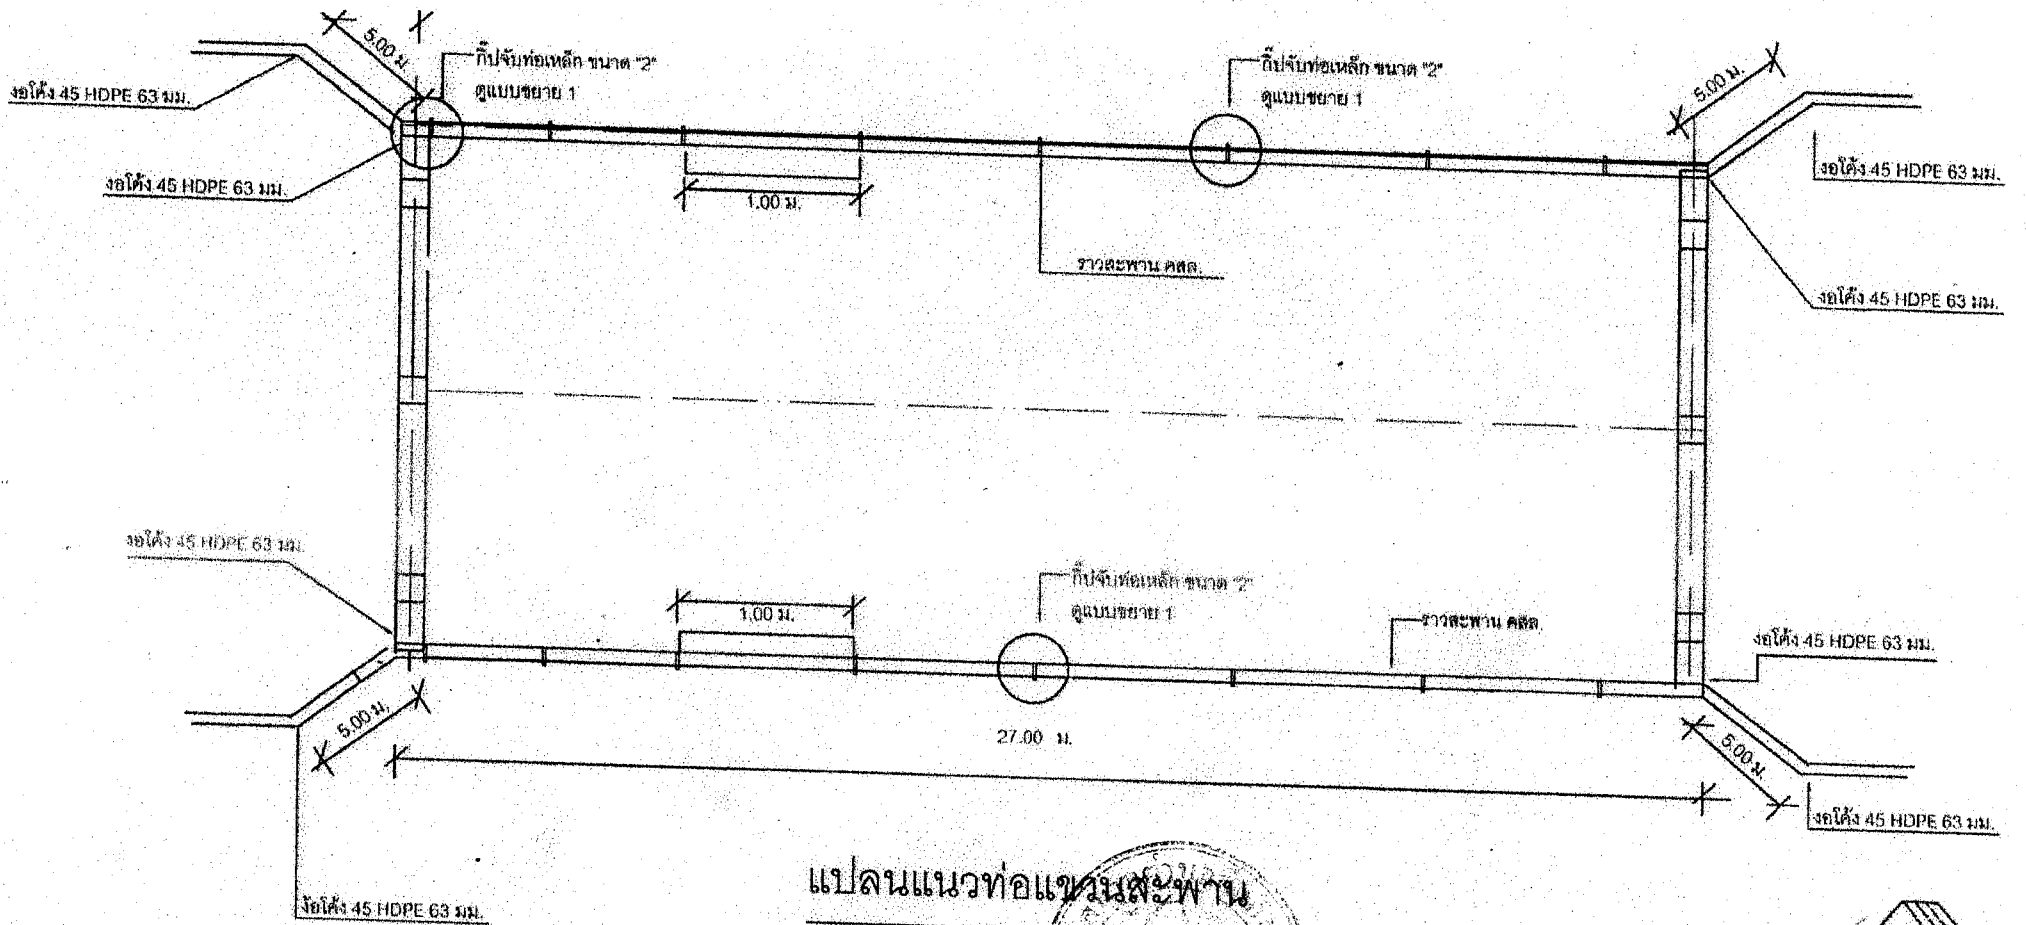 5.00 ม.
กิ๊ปจับท่อเหล็ก ขนาด "2"
ดูแบบขยาย 1
กิ๊ปจับท่อเหล็ก ขนาด "2"
ดูแบบขยาย 1
5.00 ม.
งอโค้ง 45 HDPE 63 มม.
งอโค้ง 45 HDPE 63 มม.
งอโค้ง 45 HDPE 63 มม.
1.00 ม.
ราวสะพาน คสล.
งอโค้ง 45 HDPE 63 มม.
งอโค้ง 45 HDPE 63 มม.
กิ๊ปจับท่อเหล็ก ขนาด "2"
ดูแบบขยาย 1
1.00 ม.
ราวสะพาน คสล.
งอโค้ง 45 HDPE 63 มม.
5.00 ม.
27.00 ม.
5.00 ม.
งอโค้ง 45 HDPE 63 มม.
แปลนแนวท่อแขวนสะพาน
งอโค้ง 45 HDPE 63 มม.